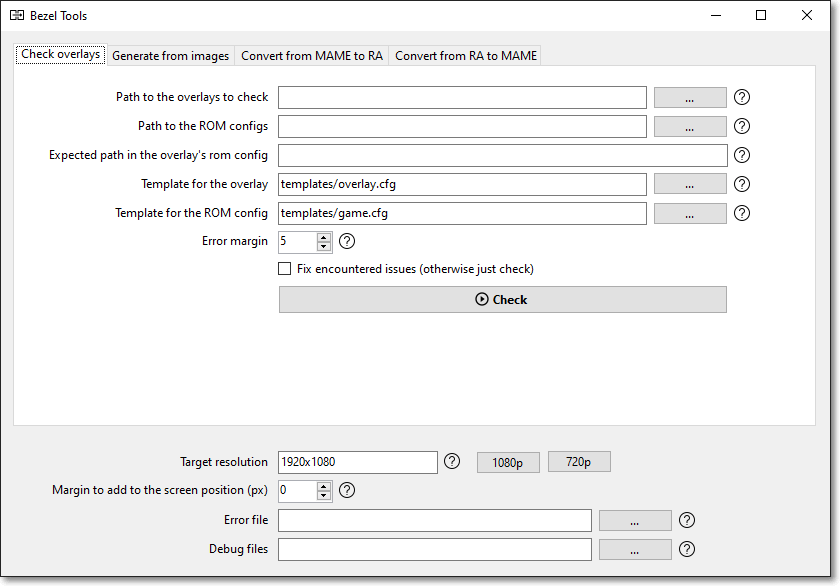 Bezel Tools
Check overlays Generate from images Convert from MAME to RA Convert from RA to MAME
Path to the overlays to check ... ?
Path to the ROM configs ... ?
Expected path in the overlay's rom config ?
Template for the overlay templates/overlay.cfg ... ?
Template for the ROM config templates/game.cfg ... ?
Error margin 5 ?
Fix encountered issues (otherwise just check)
Check
Target resolution 1920x1080 ? 1080p 720p
Margin to add to the screen position (px) 0 ?
Error file ... ?
Debug files ... ?